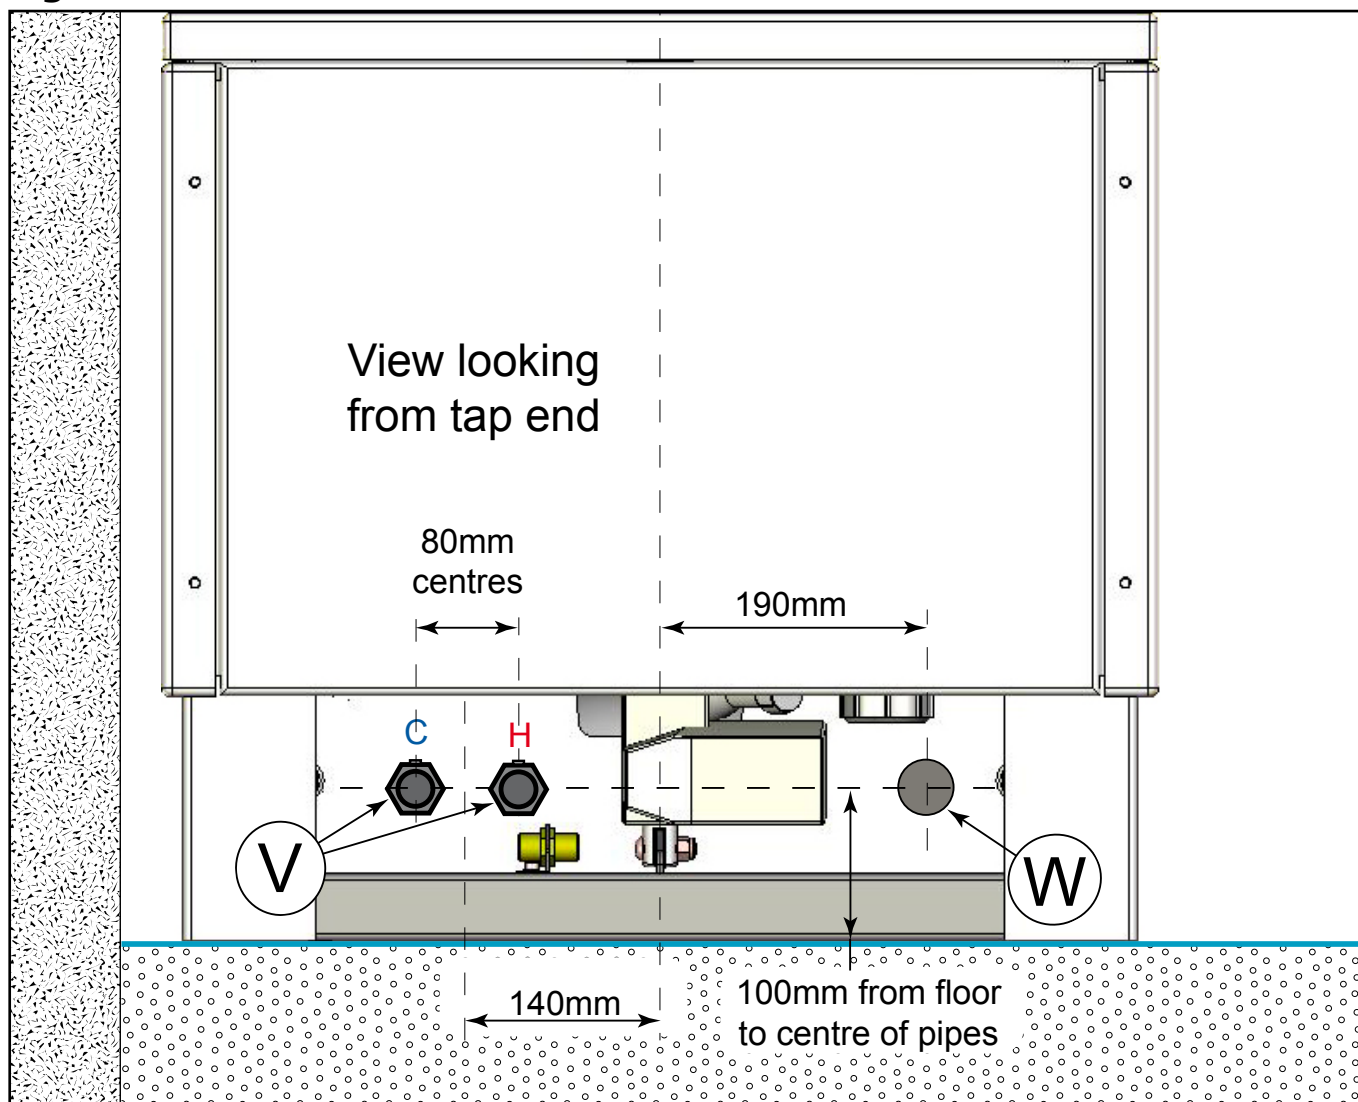 View looking
from tap end
80mm
centres
190mm
C
H
V
W
140mm
100mm from floor
to centre of pipes